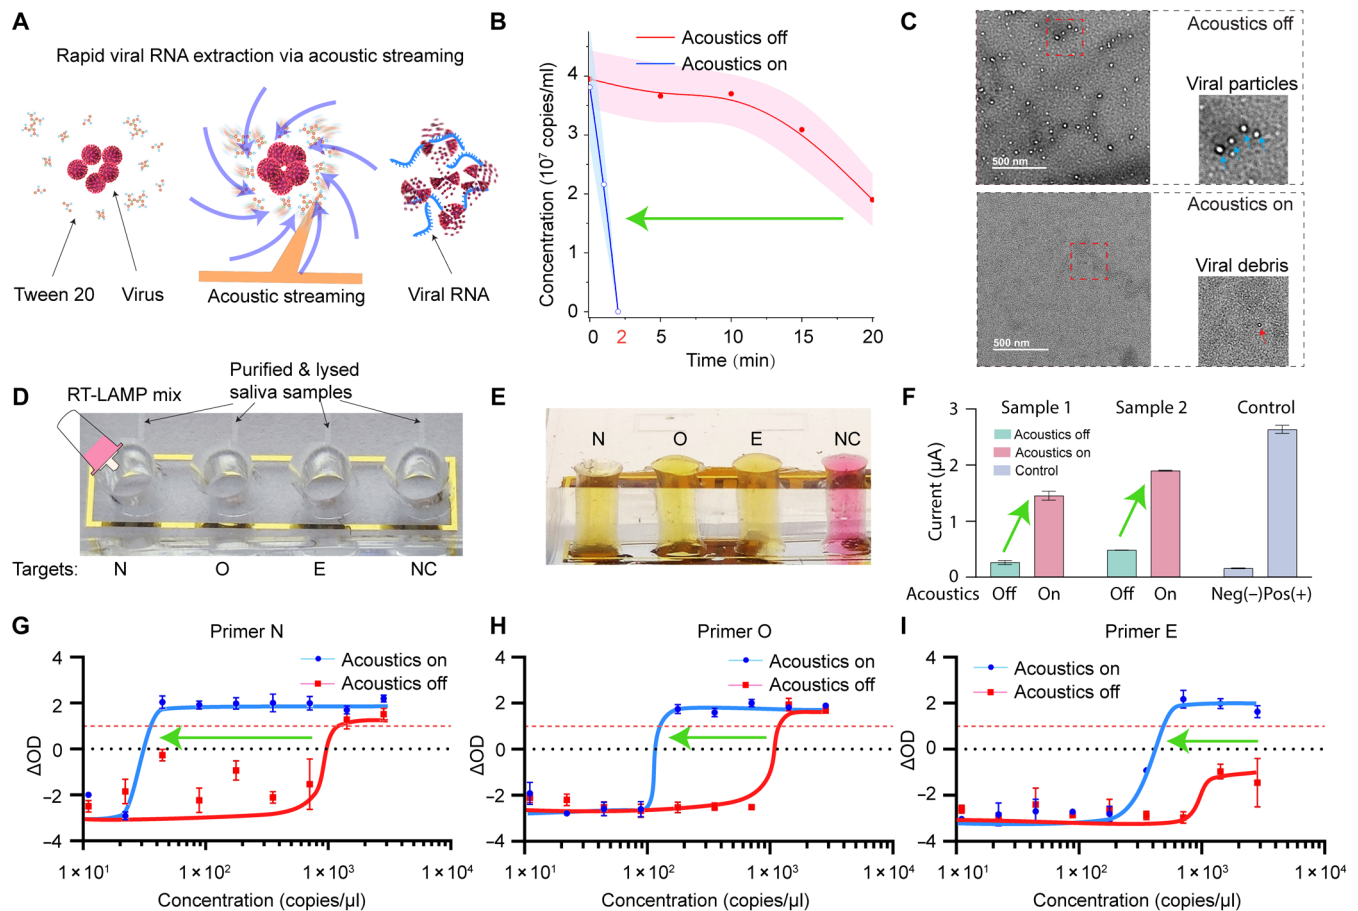 A
Rapid viral RNA extraction via acoustic streaming
Tween 20
Virus
Acoustic streaming
Viral RNA
B
Acoustics off
Acoustics on
Concentration (10⁷ copies/ml)
4
3
2
1
0
0
2
5
10
15
20
Time (min)
C
Acoustics off
Viral particles
500 nm
Acoustics on
Viral debris
500 nm
D
RT-LAMP mix
Purified & lysed
saliva samples
Targets:
N
O
E
NC
E
N
O
E
NC
F
Sample 1
Sample 2
Control
Acoustics off
Acoustics on
Control
Current (µA)
3
2
1
0
Acoustics
Off
On
Off
On
Neg(−)
Pos(+)
G
Primer N
Acoustics on
Acoustics off
ΔOD
4
2
0
−2
−4
1 × 10¹
1 × 10²
1 × 10³
1 × 10⁴
Concentration (copies/µl)
H
Primer O
Acoustics on
Acoustics off
ΔOD
4
2
0
−2
−4
1 × 10¹
1 × 10²
1 × 10³
1 × 10⁴
Concentration (copies/µl)
I
Primer E
Acoustics on
Acoustics off
ΔOD
4
2
0
−2
−4
1 × 10¹
1 × 10²
1 × 10³
1 × 10⁴
Concentration (copies/µl)